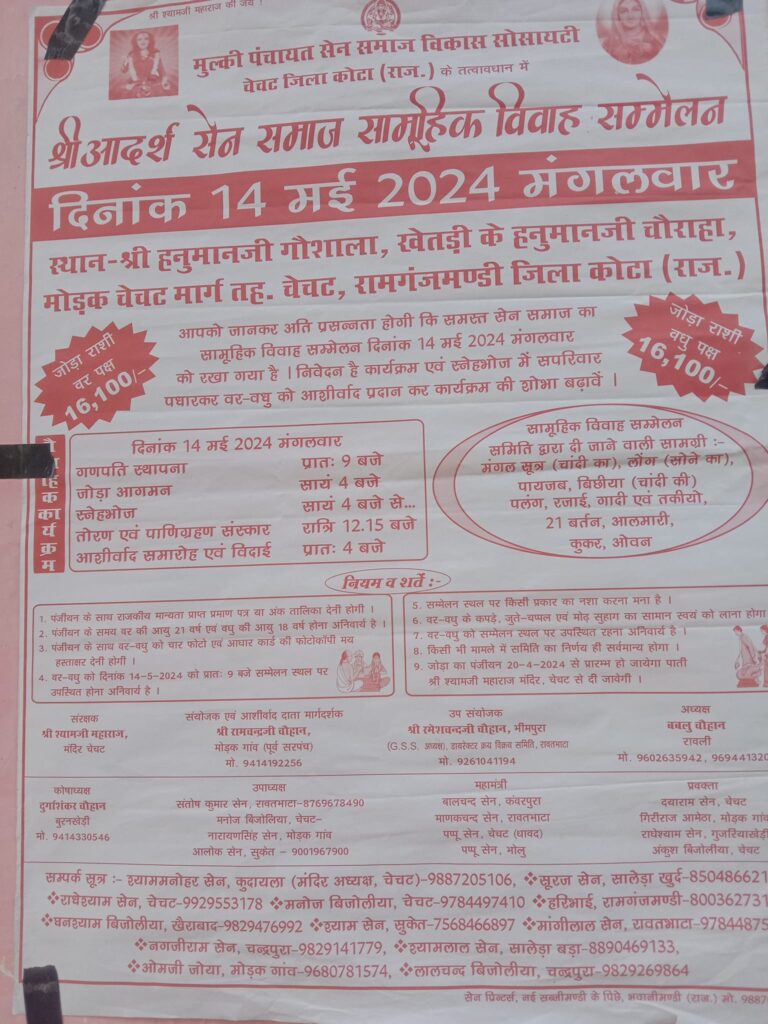 श्री श्यामजी महाराज की जय !
मुल्की पंचायत सेन समाज विकास सोसायटी
चेचट जिला कोटा (राज.) के तत्वावधान में
श्री आदर्श सेन समाज सामूहिक विवाह सम्मेलन
दिनांक 14 मई 2024 मंगलवार
स्थान-श्री हनुमानजी गौशाला, खेतड़ी के हनुमानजी चौराहा,
मोड़क चेचट मार्ग तह. चेचट, रामगंजमण्डी जिला कोटा (राज.)
जोड़ा राशी
वर पक्ष
16,100/-
आपको जानकर अति प्रसन्नता होगी कि समस्त सेन समाज का
सामूहिक विवाह सम्मेलन दिनांक 14 मई 2024 मंगलवार
को रखा गया है । निवेदन है कार्यक्रम एवं स्नेहभोज में सपरिवार
पधारकर वर-वधु को आशीर्वाद प्रदान कर कार्यक्रम की शोभा बढ़ावें ।
जोड़ा राशी
वधु पक्ष
16,100/-
दिनांक 14 मई 2024 मंगलवार
गणपति स्थापना प्रातः 9 बजे
जोड़ा आगमन सायं 4 बजे
स्नेहभोज सायं 4 बजे से...
तोरण एवं पाणिग्रहण संस्कार रात्रि 12.15 बजे
आशीर्वाद समारोह एवं विदाई प्रातः 4 बजे
सामूहिक विवाह सम्मेलन
समिति द्वारा दी जाने वाली सामग्री :-
मंगल सूत्र (चांदी का), लोंग (सोने का),
पायजब, बिछीया (चांदी की)
पलंग, रजाई, गादी एवं तकीयो,
21 बर्तन, आलमारी,
कुकर, ओवन
नियम व शर्ते :-
1. पंजीयन के साथ राजकीय मान्यता प्राप्त प्रमाण पत्र या अंक तालिका देनी होगी ।
2. पंजीयन के समय वर की आयु 21 वर्ष एवं वधु की आयु 18 वर्ष होना अनिवार्य है ।
3. पंजीयन के साथ वर-वधु को चार फोटो एवं आधार कार्ड की फोटोकॉपी मय
हस्ताक्षर देनी होगी ।
4. वर-वधु को दिनांक 14-5-2024 को प्रातः 9 बजे सम्मेलन स्थल पर
उपस्थित होना अनिवार्य है ।
5. सम्मेलन स्थल पर किसी प्रकार का नशा करना मना है ।
6. वर-वधु के कपड़े, जुते-चप्पल एवं मोड़ सुहाग का सामान स्वयं को लाना होगा
7. वर-वधु को सम्मेलन स्थल पर उपस्थित रहना अनिवार्य है ।
8. किसी भी मामले में समिति का निर्णय ही सर्वमान्य होगा ।
9. जोड़ा का पंजीयन 20-4-2024 से प्रारम्भ हो जायेगा पाती
श्री श्यामजी महाराज मंदिर, चेचट से दी जावेगी ।
संरक्षक
श्री श्यामजी महाराज,
मंदिर चेचट
संयोजक एवं आशीर्वाद दाता मार्गदर्शक
श्री रामचन्द्रजी चौहान,
मोड़क गांव (पूर्व सरपंच)
मो. 9414192256
उप संयोजक
श्री रमेशचन्दजी चौहान, भीमपुरा
(G.S.S. अध्यक्ष), डायरेक्टर क्रय विक्रय समिति, रावतभाटा
मो. 9261041194
अध्यक्ष
बबलु चौहान
रावली
मो. 9602635942, 969441320
कोषाध्यक्ष
दुर्गाशंकर चौहान
बुरनखेड़ी
मो. 9414330546
उपाध्यक्ष
संतोष कुमार सेन, रावतभाटा-8769678490
मनोज बिजोलिया, चेचट-
नारायणसिंह सेन, मोड़क गांव
आलोक सेन, सुकेत - 9001967900
महामंत्री
बालचन्द सेन, कंवरपुरा
माणकचन्द सेन, रावतभाटा
पप्पू सेन, चेचट (धावद)
पप्पू सेन, मोलु
प्रवक्ता
दयाराम सेन, चेचट
गिरीराज आमेठा, मोड़क गांव
राधेश्याम सेन, गुजरियाखेड़ी
अंकुश बिजोलीया, चेचट
सम्पर्क सूत्र :- श्याममनोहर सेन, कुदायला (मंदिर अध्यक्ष, चेचट)-9887205106, ❖सूरज सेन, सालेड़ा खुर्द-850486621
❖राधेश्याम सेन, चेचट-9929553178 ❖मनोज बिजोलीया, चेचट-9784497410 ❖हरिभाई, रामगंजमण्डी-800362731
❖घनश्याम बिजोलीया, खैराबाद-9829476992 ❖श्याम सेन, सुकेत-7568466897 ❖मांगीलाल सेन, रावतभाटा-97844875
❖नगजीराम सेन, चन्द्रपुरा-9829141779, ❖श्यामलाल सेन, सालेड़ा बड़ा-8890469133,
❖ओमजी जोया, मोड़क गांव-9680781574, ❖लालचन्द बिजोलीया, चन्द्रपुरा-9829269864
सेन प्रिन्टर्स, नई सब्जीमण्डी के पिछे, भवानीमण्डी (राज.) मो. 9887